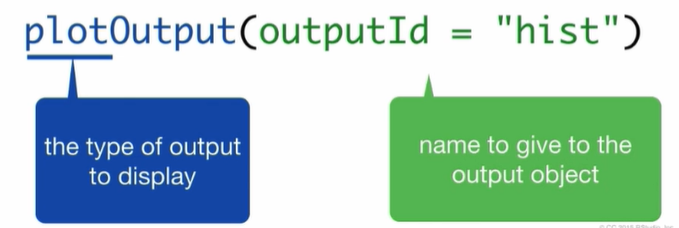 plotOutput(outputId = "hist")
the type of output
to display
name to give to the
output object